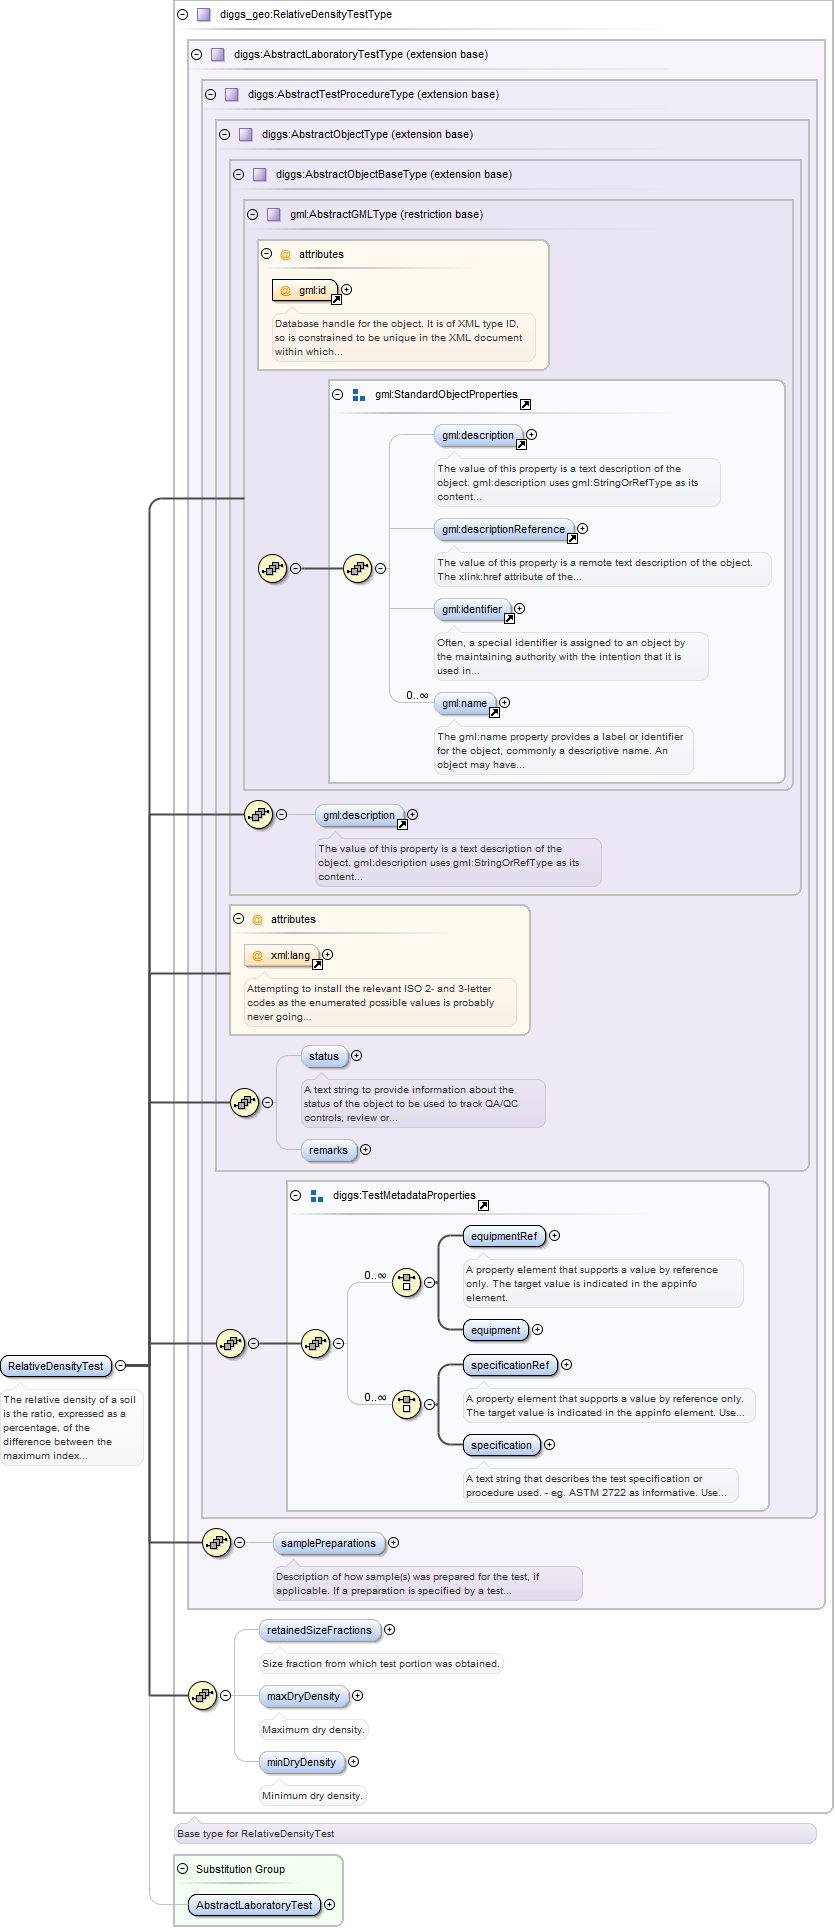 diggs_geo:RelativeDensityTestType
diggs:AbstractLaboratoryTestType (extension base)
diggs:AbstractTestProcedureType (extension base)
diggs:AbstractObjectType (extension base)
diggs:AbstractObjectBaseType (extension base)
gml:AbstractGMLType (restriction base)
@ attributes
@ gml:id
Database handle for the object. It is of XML type ID,
so is constrained to be unique in the XML document
within which...
gml:StandardObjectProperties
gml:description
The value of this property is a text description of the
object. gml:description uses gml:StringOrRefType as its
content...
gml:descriptionReference
The value of this property is a remote text description of the object.
The xlink:href attribute of the...
gml:identifier
Often, a special identifier is assigned to an object by
the maintaining authority with the intention that it is
used in...
0..∞
gml:name
The gml:name property provides a label or identifier
for the object, commonly a descriptive name. An
object may have...
gml:description
The value of this property is a text description of the
object. gml:description uses gml:StringOrRefType as its
content...
@ attributes
@ xml:lang
Attempting to install the relevant ISO 2- and 3-letter
codes as the enumerated possible values is probably
never going...
status
A text string to provide information about the
status of the object to be used to track QA/QC
controls, review or...
remarks
diggs:TestMetadataProperties
equipmentRef
0..∞
A property element that supports a value by reference
only. The target value is indicated in the appinfo
element.
equipment
RelativeDensityTest
The relative density of a soil
is the ratio, expressed as a
percentage, of the
difference between the
maximum index...
specificationRef
0..∞
A property element that supports a value by reference only.
The target value is indicated in the appinfo element. Use...
specification
A text string that describes the test specification or
procedure used. - eg. ASTM 2722 as informative. Use...
samplePreparations
Description of how sample(s) was prepared for the test, if
applicable. If a preparation is specified by a test...
retainedSizeFractions
Size fraction from which test portion was obtained.
maxDryDensity
Maximum dry density.
minDryDensity
Minimum dry density.
Base type for RelativeDensityTest
Substitution Group
AbstractLaboratoryTest